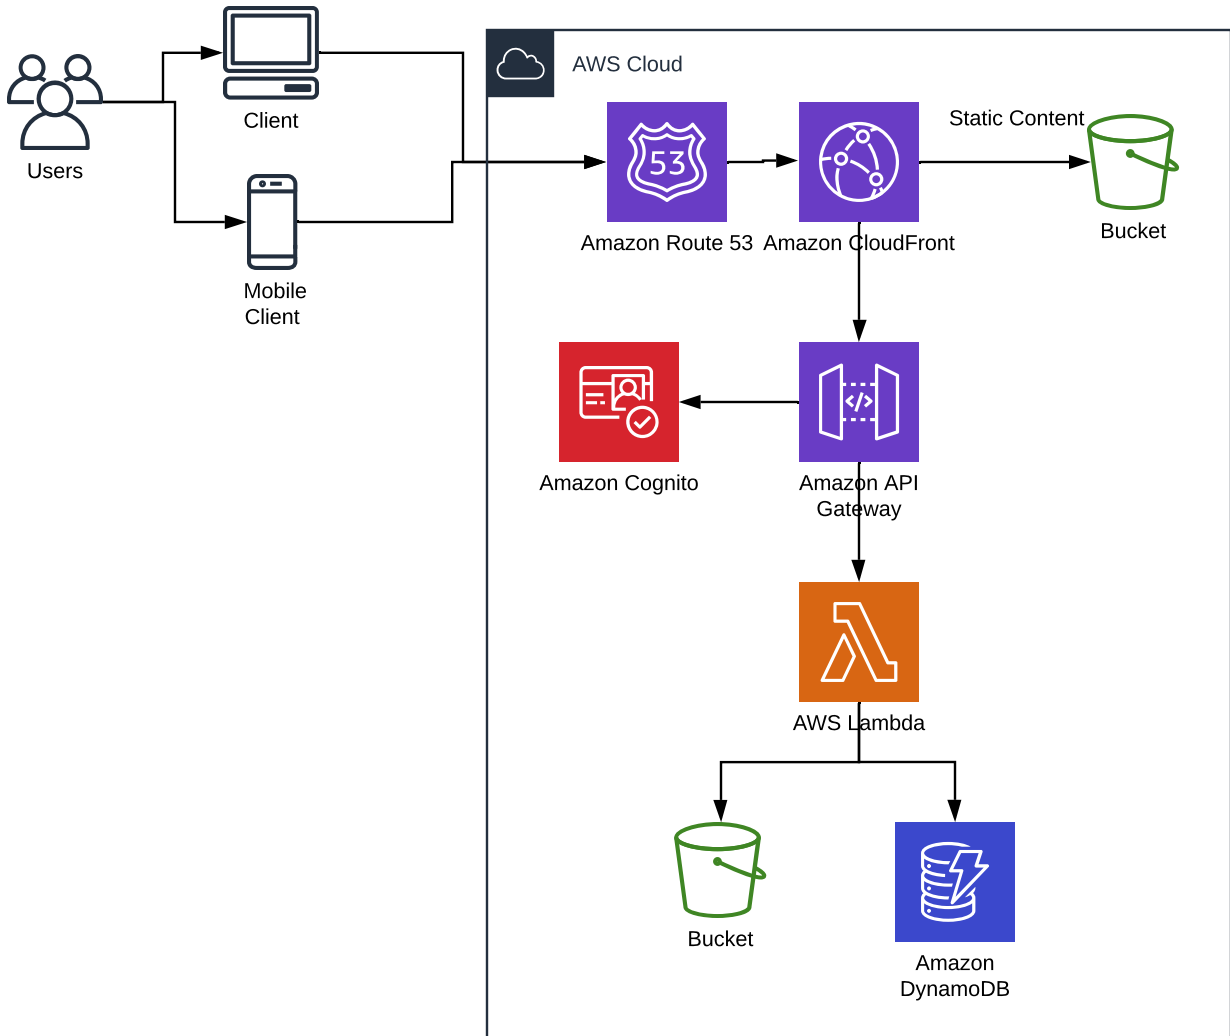 AWS Cloud
Static Content
Client
Users
53
Amazon Route 53
Amazon CloudFront
Bucket
Mobile
Client
</>
Amazon Cognito
Amazon API
Gateway
AWS Lambda
Bucket
Amazon
DynamoDB